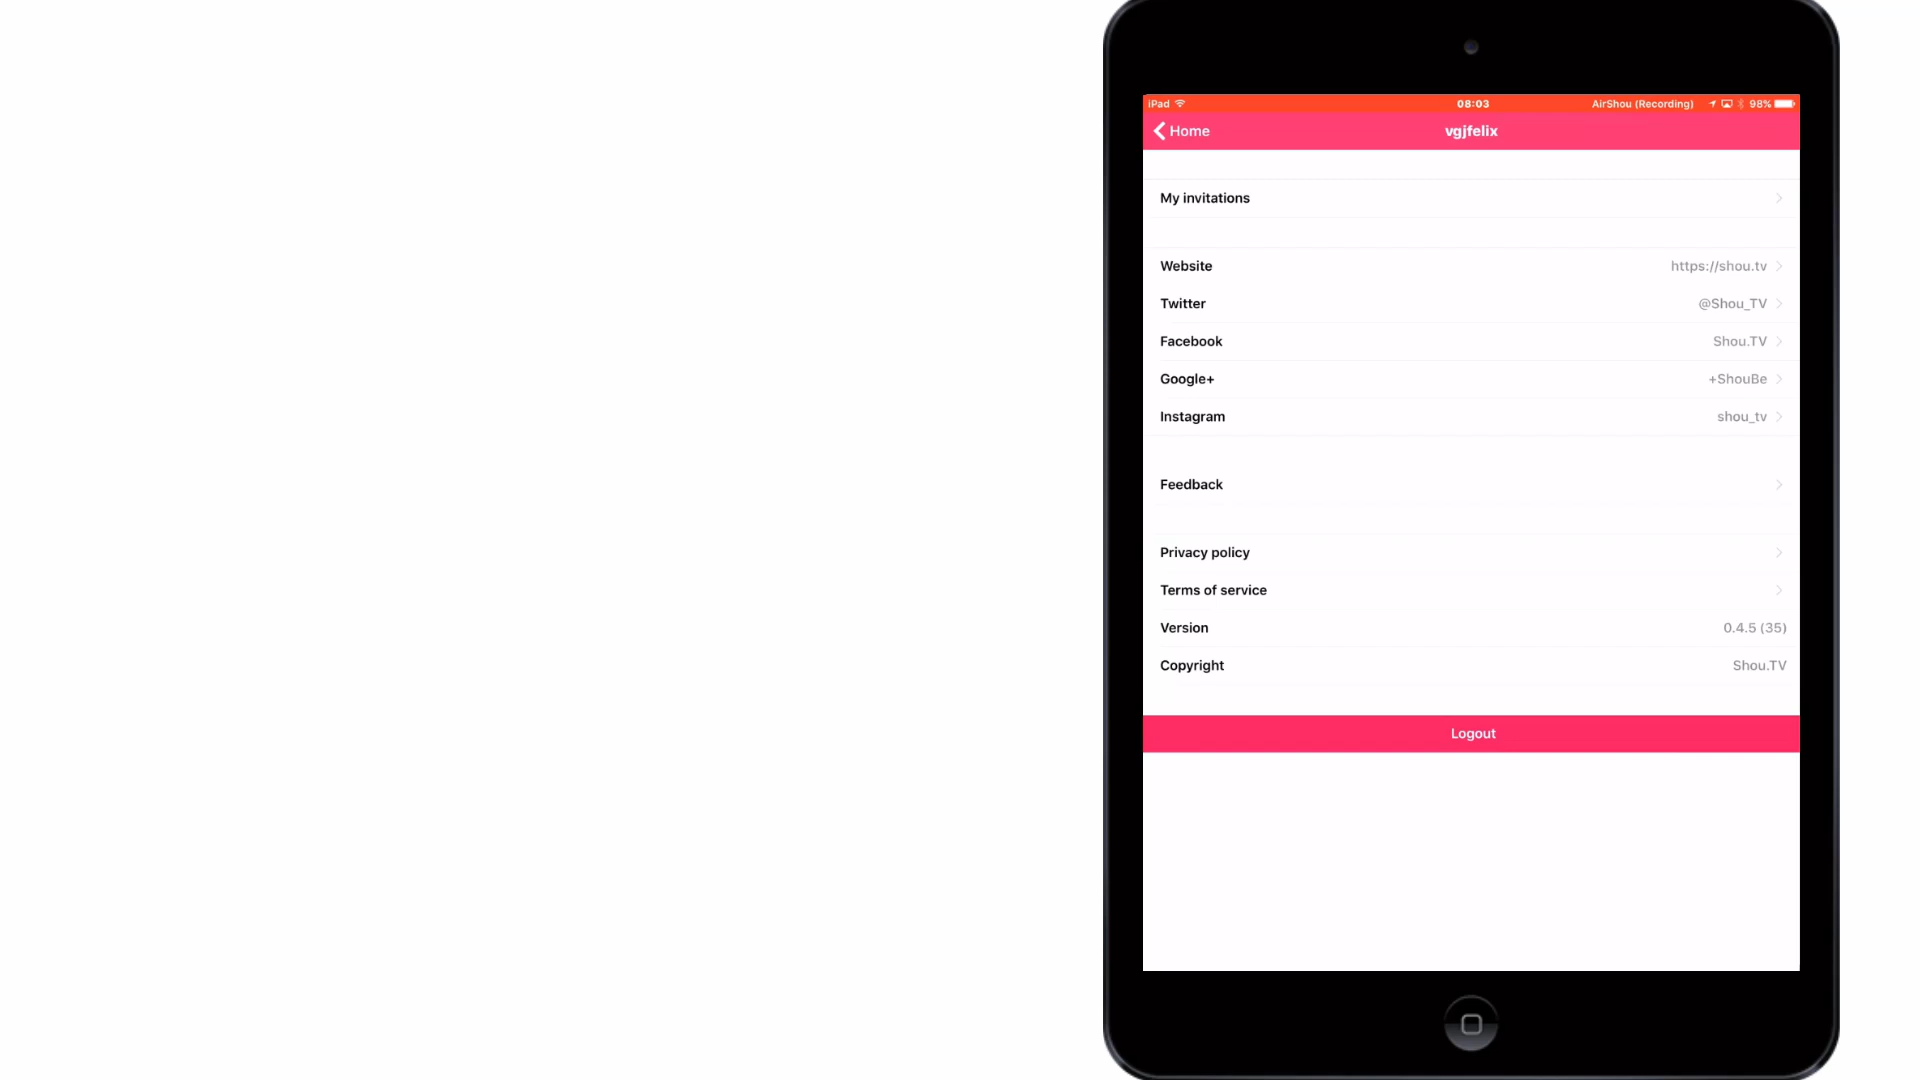 iPad 08:03 AirShou (Recording) 98%
Home vgjfelix
My invitations
Website https://shou.tv
Twitter @Shou_TV
Facebook Shou.TV
Google+ +ShouBe
Instagram shou_tv
Feedback
Privacy policy
Terms of service
Version 0.4.5 (35)
Copyright Shou.TV
Logout